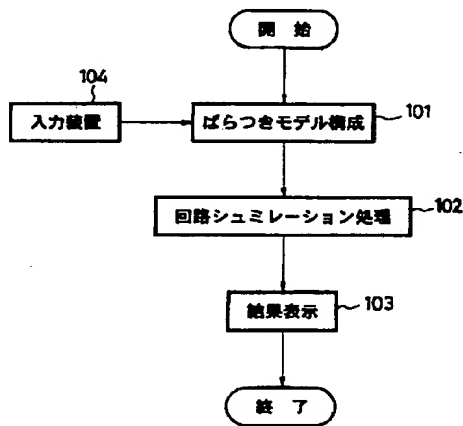 開 始
104
入力装置
ばらつきモデル構成
101
回路シュミレーション処理
102
結果表示
103
終 了